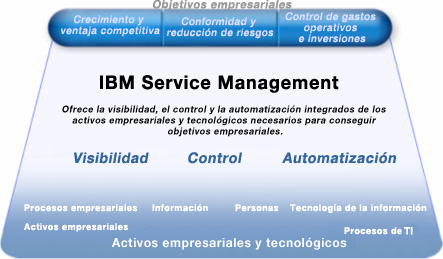 Objetivos empresariales
Crecimiento y
ventaja competitiva
Conformidad y
reducción de riesgos
Control de gastos
operativos
e inversiones
IBM Service Management
Ofrece la visibilidad, el control y la automatización integrados de los
activos empresariales y tecnológicos necesarios para conseguir
objetivos empresariales.
Visibilidad Control Automatización
Procesos empresariales Información Personas Tecnología de la información
Activos empresariales Procesos de TI
Activos empresariales y tecnológicos